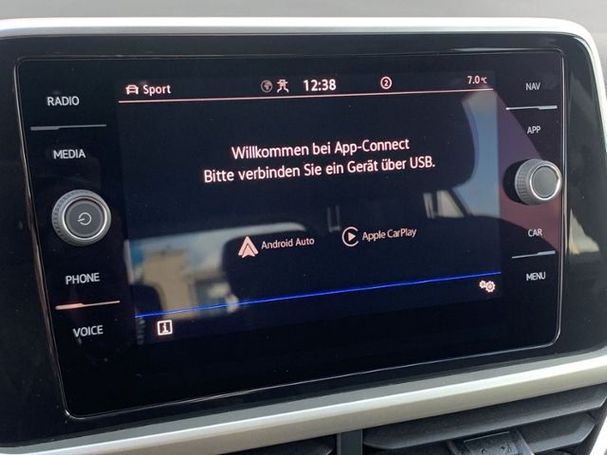 RADIO
MEDIA
PHONE
VOICE
Sport 12:38 2 7.0 °C
Willkommen bei App-Connect
Bitte verbinden Sie ein Gerät über USB.
Android Auto Apple CarPlay
i
NAV
APP
CAR
MENU